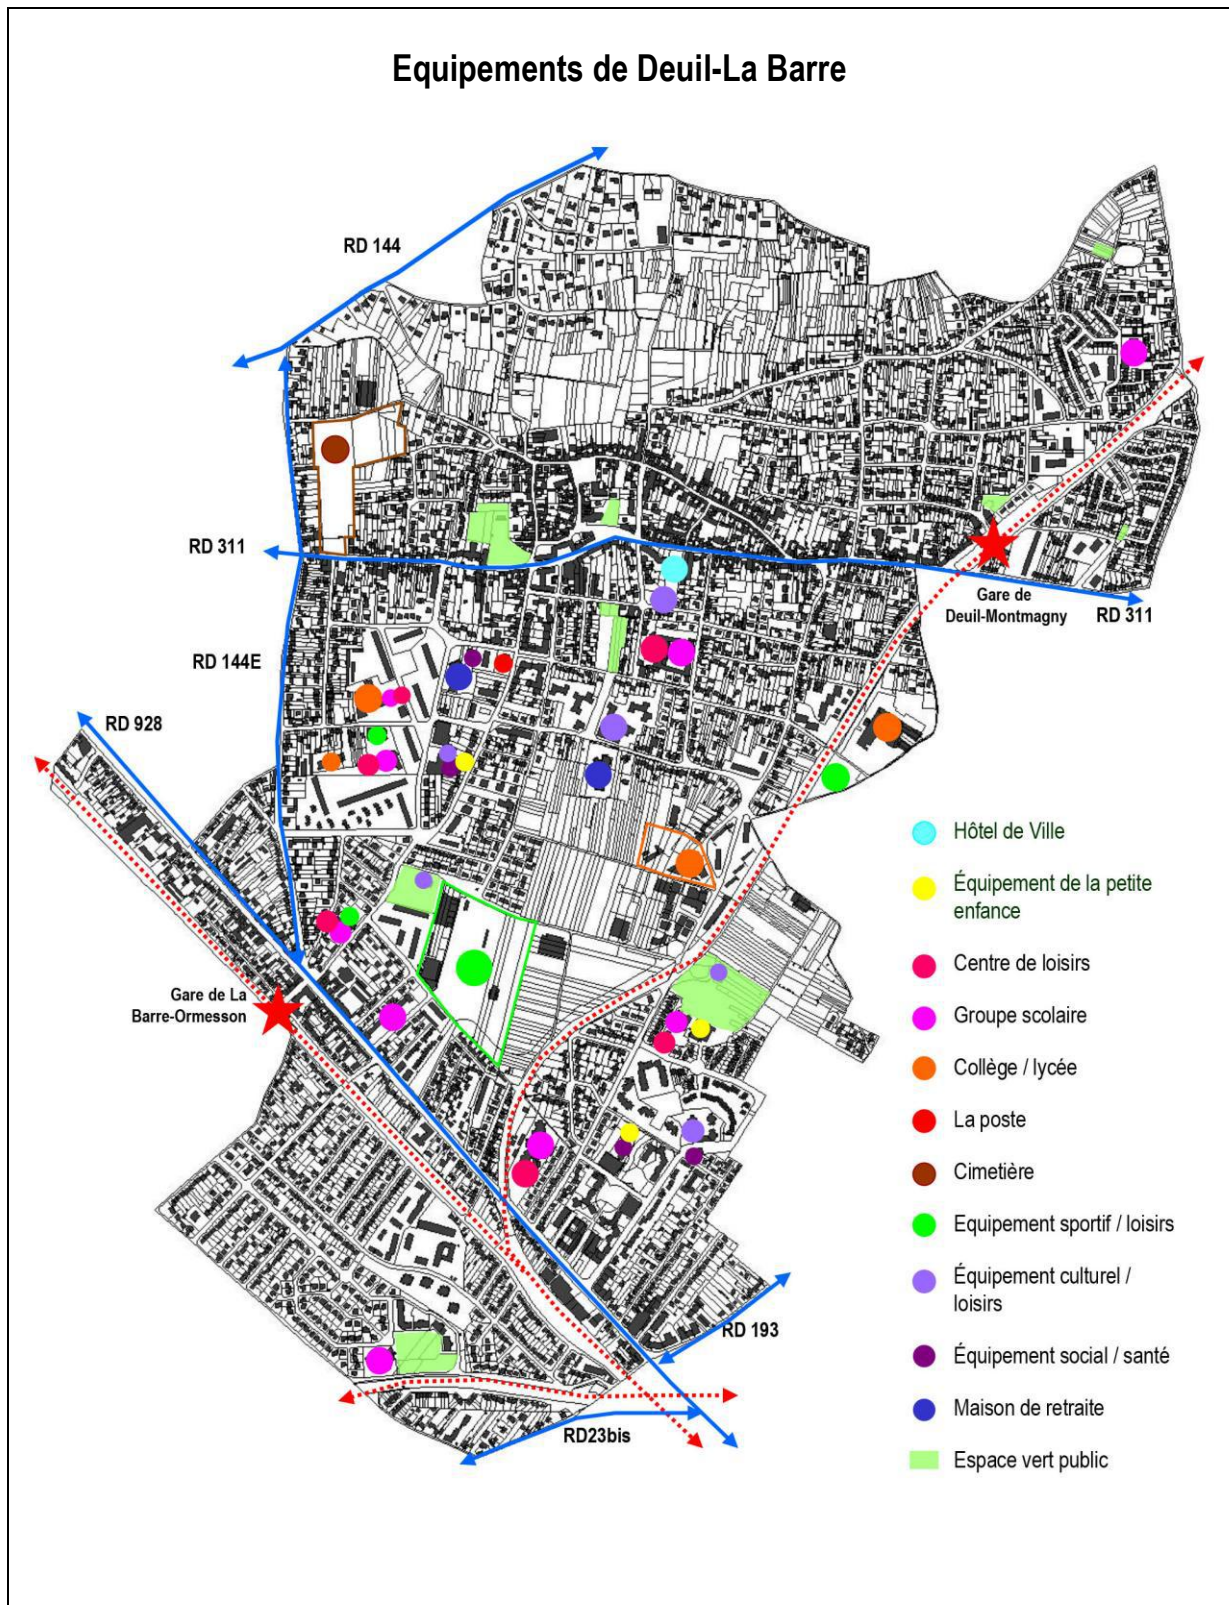 Equipements de Deuil-La Barre
RD 144
RD 311
Gare de
Deuil-Montmagny
RD 311
RD 144E
RD 928
Hôtel de Ville
Équipement de la petite
enfance
Centre de loisirs
Gare de La
Barre-Ormesson
Groupe scolaire
Collège / lycée
La poste
Cimetière
Equipement sportif / loisirs
Équipement culturel /
loisirs
RD 193
Équipement social / santé
Maison de retraite
RD23bis
Espace vert public